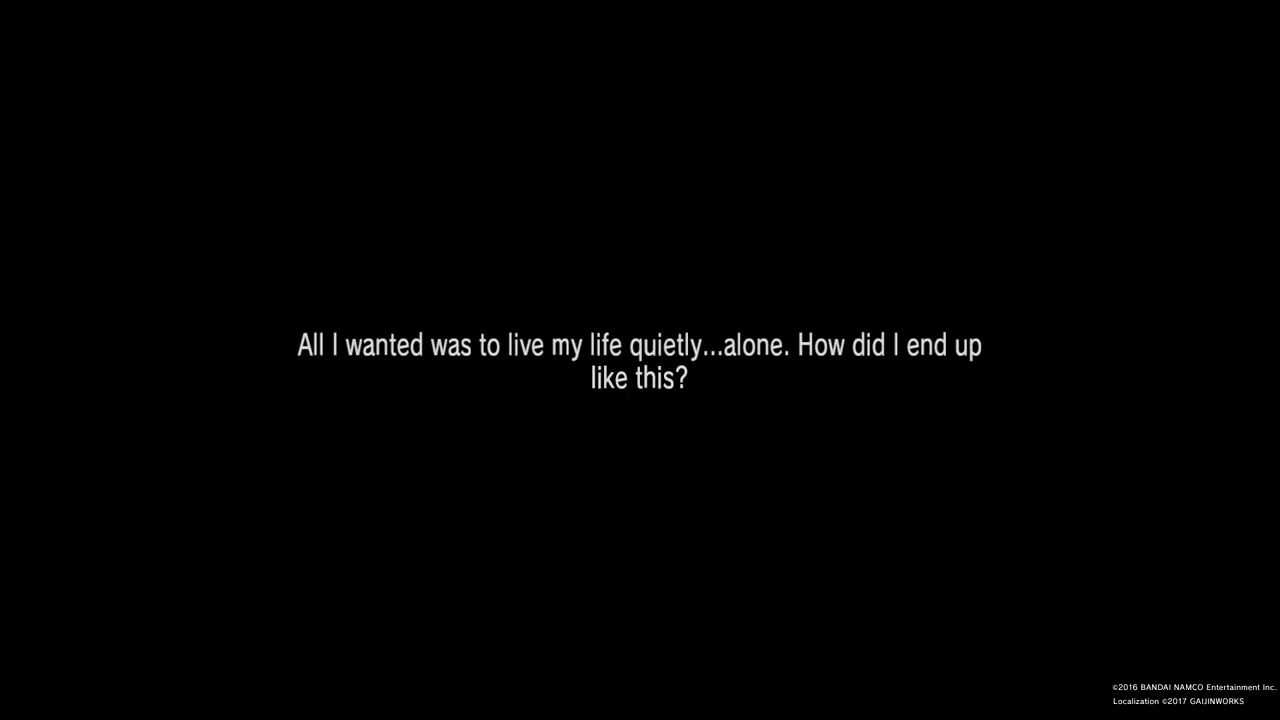 All I wanted was to live my life quietly...alone. How did I end up
like this?
©2016 BANDAI NAMCO Entertainment Inc.
Localization ©2017 GAIJINWORKS